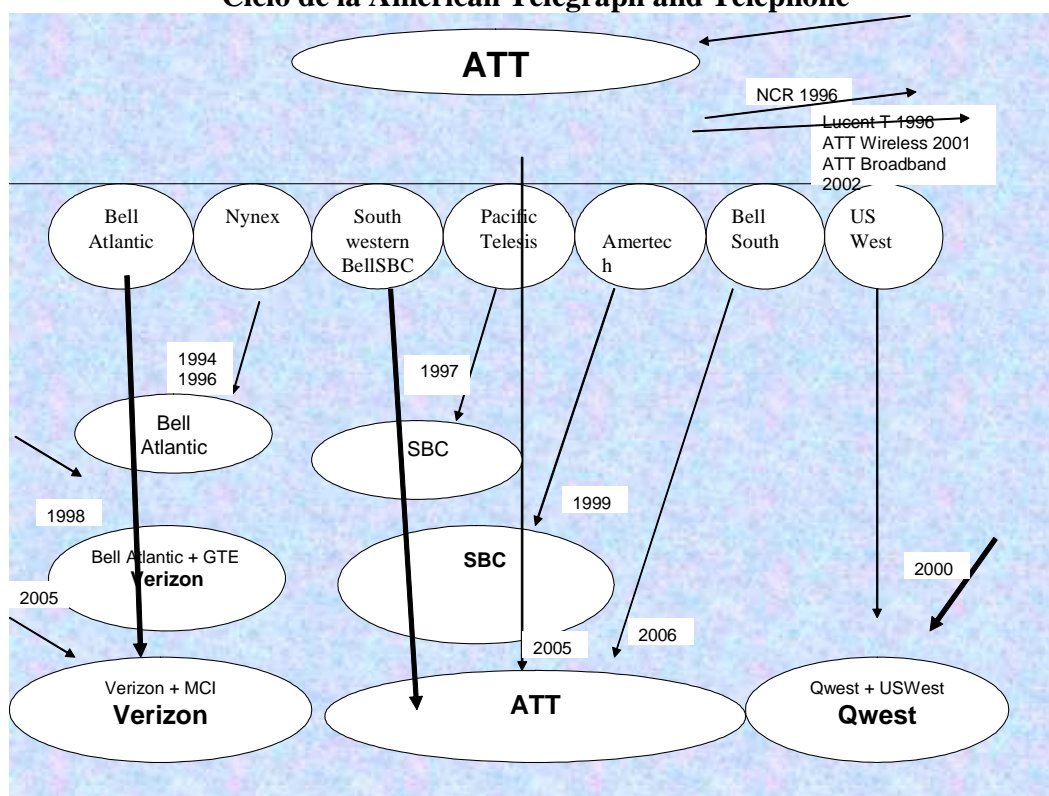 Ciclo de la American Telegraph and Telephone
ATT
NCR 1996
Lucent T 1996
ATT Wireless 2001
ATT Broadband
2002
Bell
Atlantic
Nynex
South
western
BellSBC
Pacific
Telesis
Amertec
h
Bell
South
US
West
1994
1996
1997
Bell
Atlantic
SBC
1998
1999
Bell Atlantic + GTE
Verizon
SBC
2000
2005
2005
2006
Verizon + MCI
Verizon
ATT
Qwest + USWest
Qwest